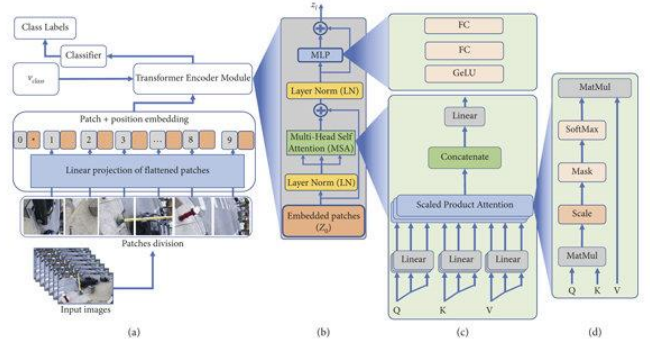 Class Labels
Classifier
v_class
Transformer Encoder Module
Patch + position embedding
0 * 1 2 3 ... 8 9
Linear projection of flattened patches
Patches division
Input images
(a)
z_l
MLP
Layer Norm (LN)
Multi-Head Self
Attention (MSA)
Layer Norm (LN)
Embedded patches
(Z_0)
(b)
FC
FC
GeLU
Linear
Concatenate
Scaled Product Attention
Linear Linear Linear
Q K V
(c)
MatMul
SoftMax
Mask
Scale
MatMul
Q K V
(d)